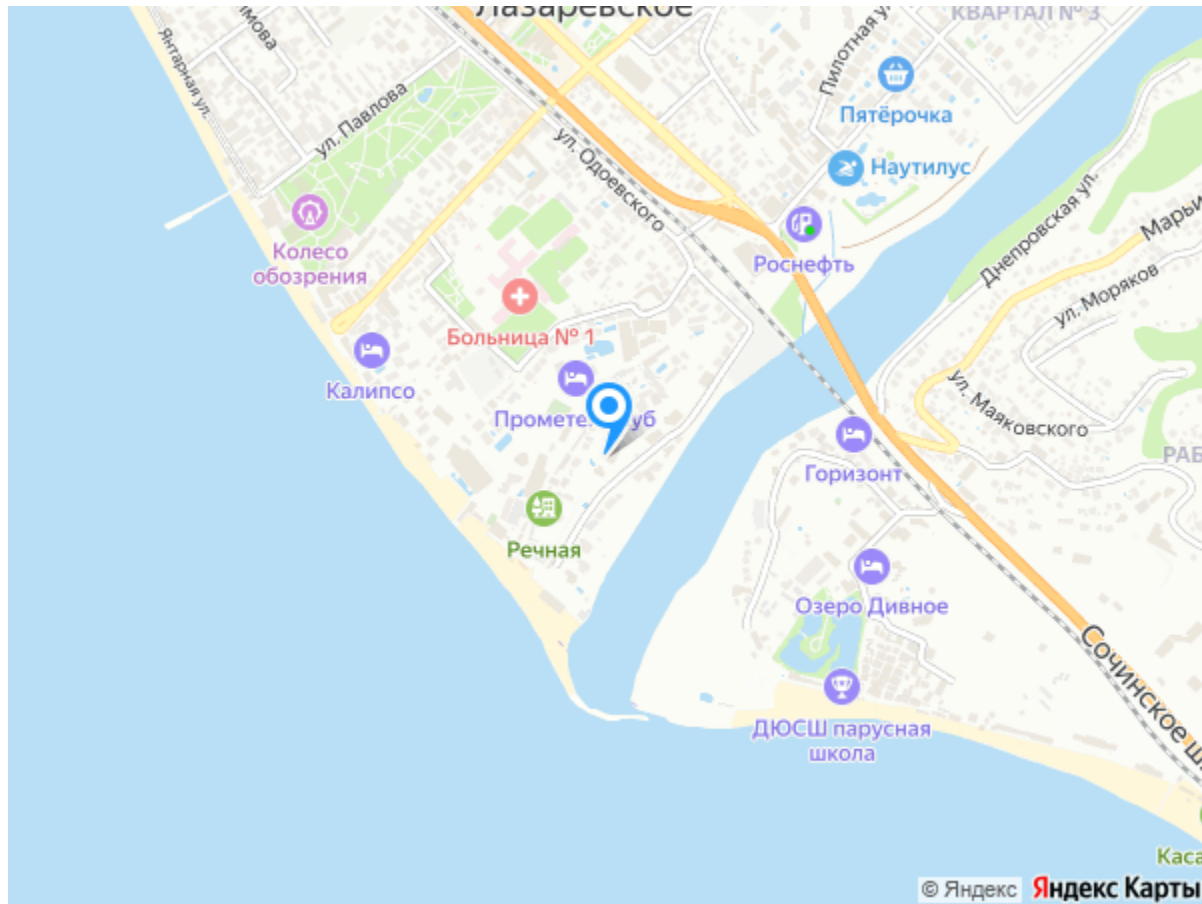 Лазаревское
КВАРТАЛ № 3
Пилотная ул.
Янтарная ул.
ул. Павлова
Пятёрочка
ул. Одоевского
Наутилус
Днепровская ул.
Роснефть
ул. Моряков
Колесо
обозрения
Больница № 1
Калипсо
ул. Маяковского
Горизонт
Речная
Озеро Дивное
Сочинское
ДЮСШ парусная
школа
© Яндекс
Яндекс Карты